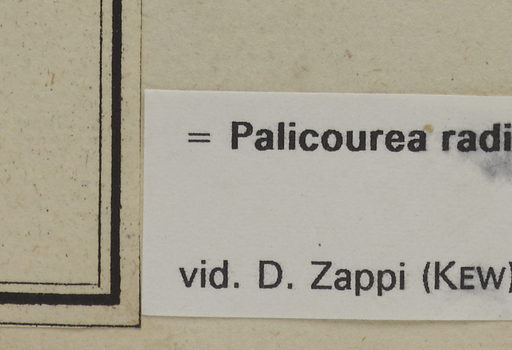 = Palicourea radi
vid. D. Zappi (KEW)